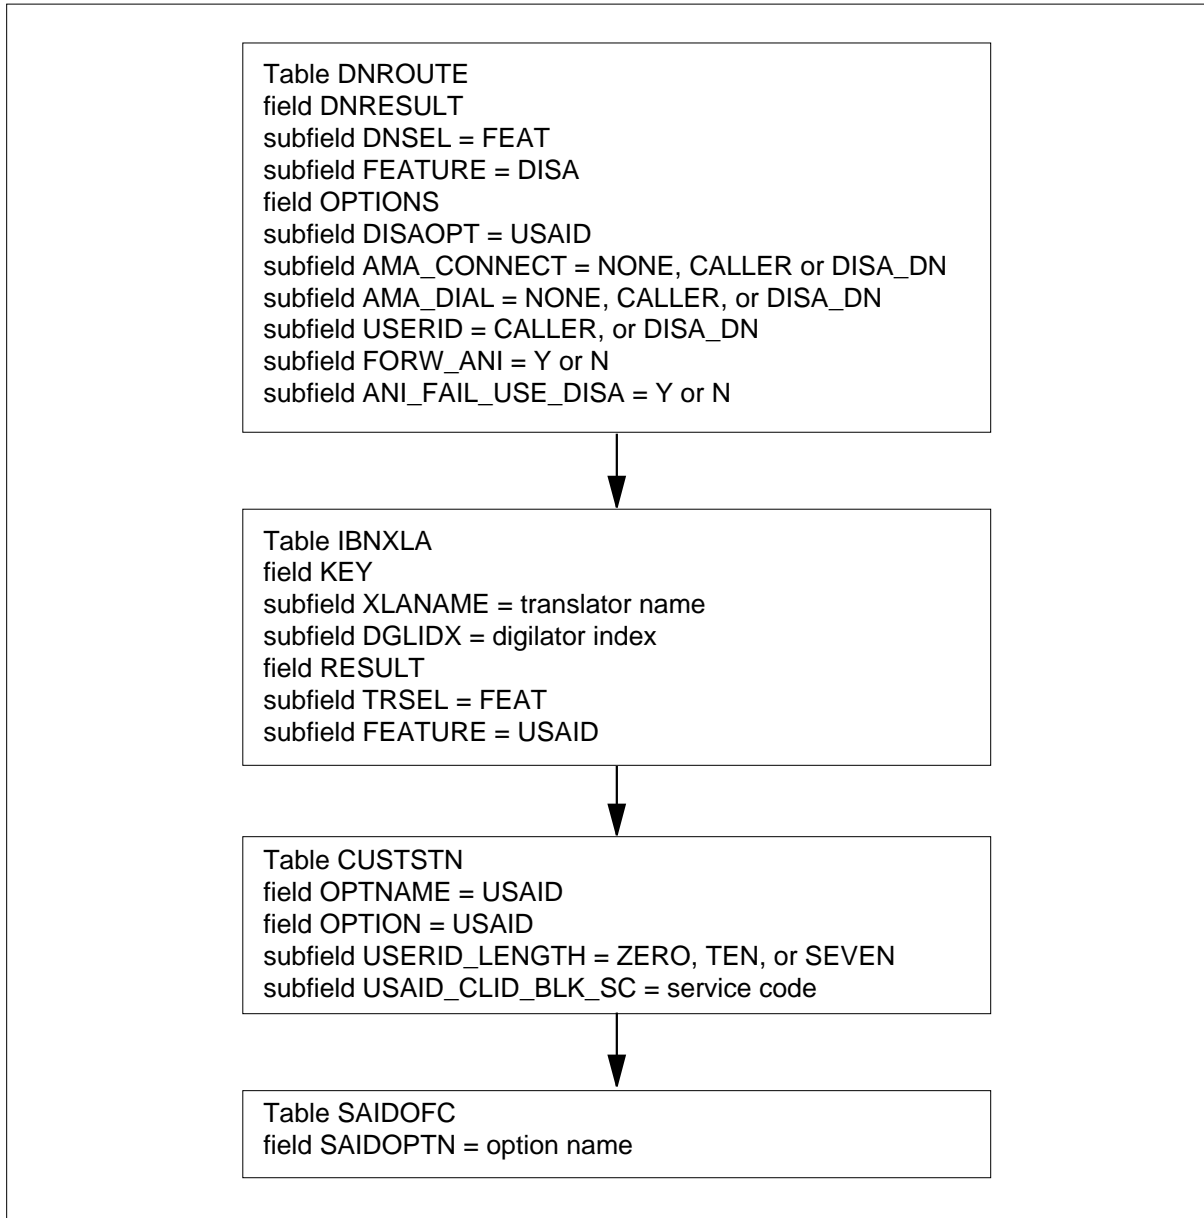 Table DNROUTE
field DNRESULT
subfield DNSEL = FEAT
subfield FEATURE = DISA
field OPTIONS
subfield DISAOPT = USAID
subfield AMA_CONNECT = NONE, CALLER or DISA_DN
subfield AMA_DIAL = NONE, CALLER, or DISA_DN
subfield USERID = CALLER, or DISA_DN
subfield FORW_ANI = Y or N
subfield ANI_FAIL_USE_DISA = Y or N
Table IBNXLA
field KEY
subfield XLANAME = translator name
subfield DGLIDX = digilator index
field RESULT
subfield TRSEL = FEAT
subfield FEATURE = USAID
Table CUSTSTN
field OPTNAME = USAID
field OPTION = USAID
subfield USERID_LENGTH = ZERO, TEN, or SEVEN
subfield USAID_CLID_BLK_SC = service code
Table SAIDOFC
field SAIDOPTN = option name